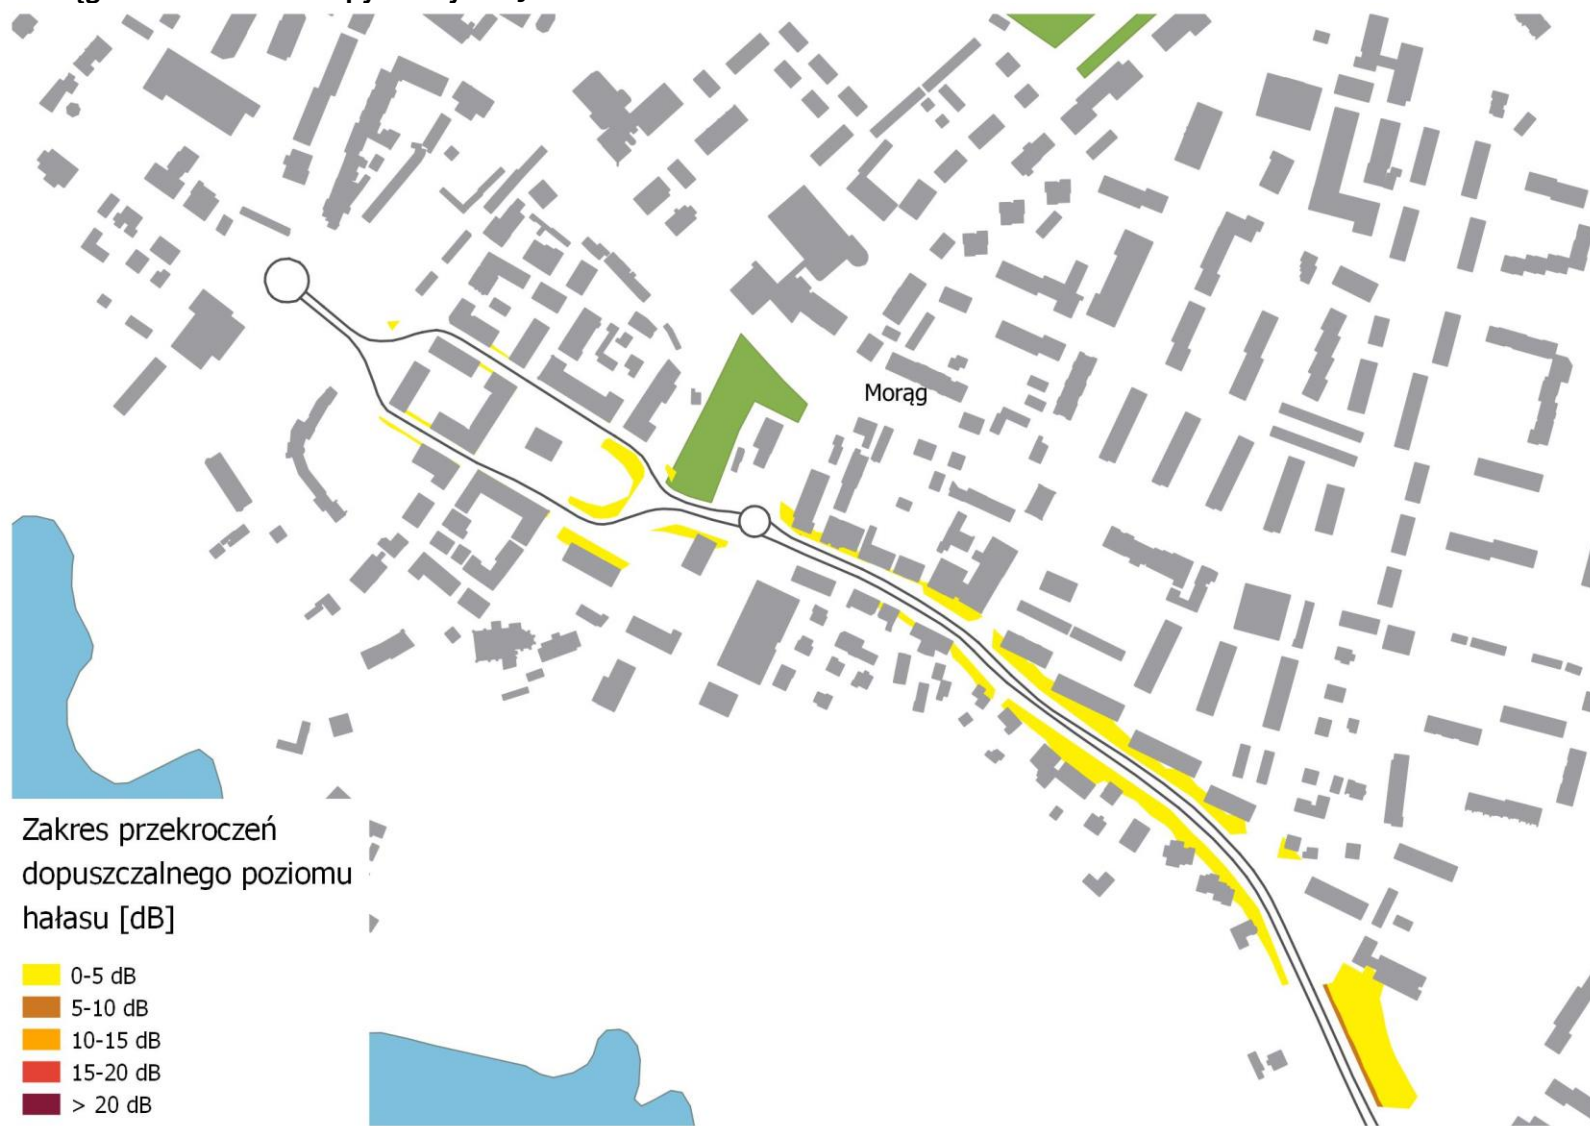 Morąg
Zakres przekroczeń
dopuszczalnego poziomu
hałasu [dB]
0-5 dB
5-10 dB
10-15 dB
15-20 dB
> 20 dB